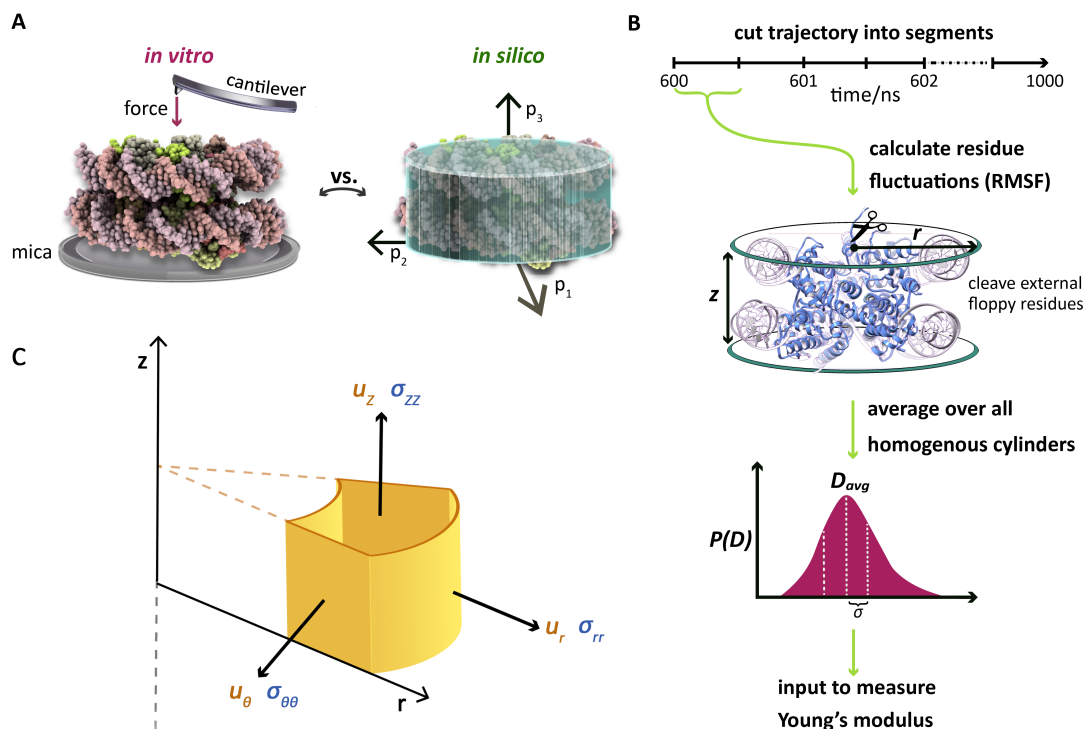 A
in vitro
in silico
cantilever
force
p3
vs.
mica
p2
p1
B
cut trajectory into segments
600 601 602 1000
time/ns
calculate residue
fluctuations (RMSF)
r
z
cleave external
floppy residues
average over all
homogenous cylinders
Davg
P(D)
σ
input to measure
Young's modulus
C
z
uZ σZZ
ur σrr
uθ σθθ
r